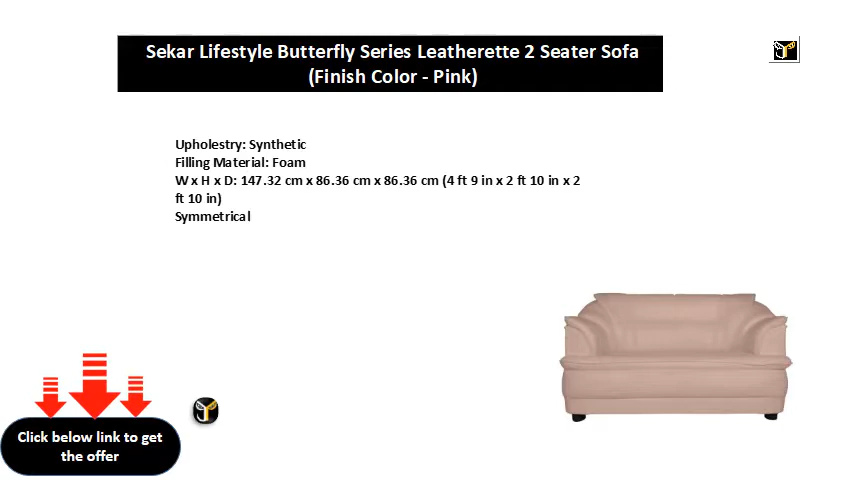 Sekar Lifestyle Butterfly Series Leatherette 2 Seater Sofa
(Finish Color - Pink)
Upholestry: Synthetic
Filling Material: Foam
W x H x D: 147.32 cm x 86.36 cm x 86.36 cm (4 ft 9 in x 2 ft 10 in x 2
ft 10 in)
Symmetrical
Click below link to get
the offer